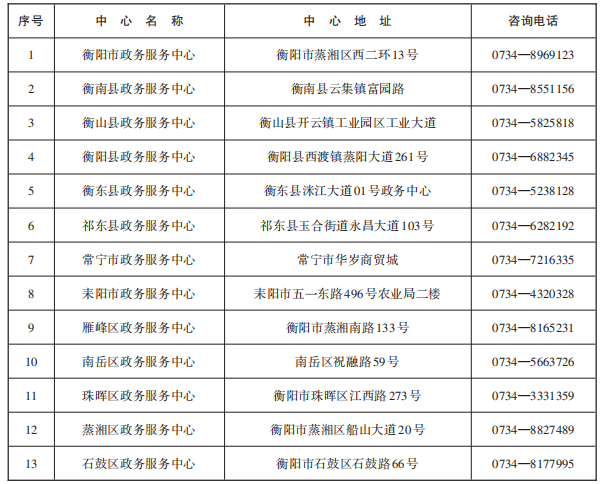 序号 中心名称 中心地址 咨询电话
1 衡阳市政务服务中心 衡阳市蒸湘区西二环13号 0734—8969123
2 衡南县政务服务中心 衡南县云集镇富园路 0734—8551156
3 衡山县政务服务中心 衡山县开云镇工业园区工业大道 0734—5825818
4 衡阳县政务服务中心 衡阳县西渡镇蒸阳大道261号 0734—6882345
5 衡东县政务服务中心 衡东县洣江大道01号政务中心 0734—5238128
6 祁东县政务服务中心 祁东县玉合街道永昌大道103号 0734—6282192
7 常宁市政务服务中心 常宁市华岁商贸城 0734—7216335
8 耒阳市政务服务中心 耒阳市五一东路496号农业局二楼 0734—4320328
9 雁峰区政务服务中心 衡阳市蒸湘南路133号 0734—8165231
10 南岳区政务服务中心 南岳区祝融路59号 0734—5663726
11 珠晖区政务服务中心 衡阳市珠晖区江西路273号 0734—3331359
12 蒸湘区政务服务中心 衡阳市蒸湘区船山大道20号 0734—8827489
13 石鼓区政务服务中心 衡阳市石鼓区石鼓路66号 0734—8177995